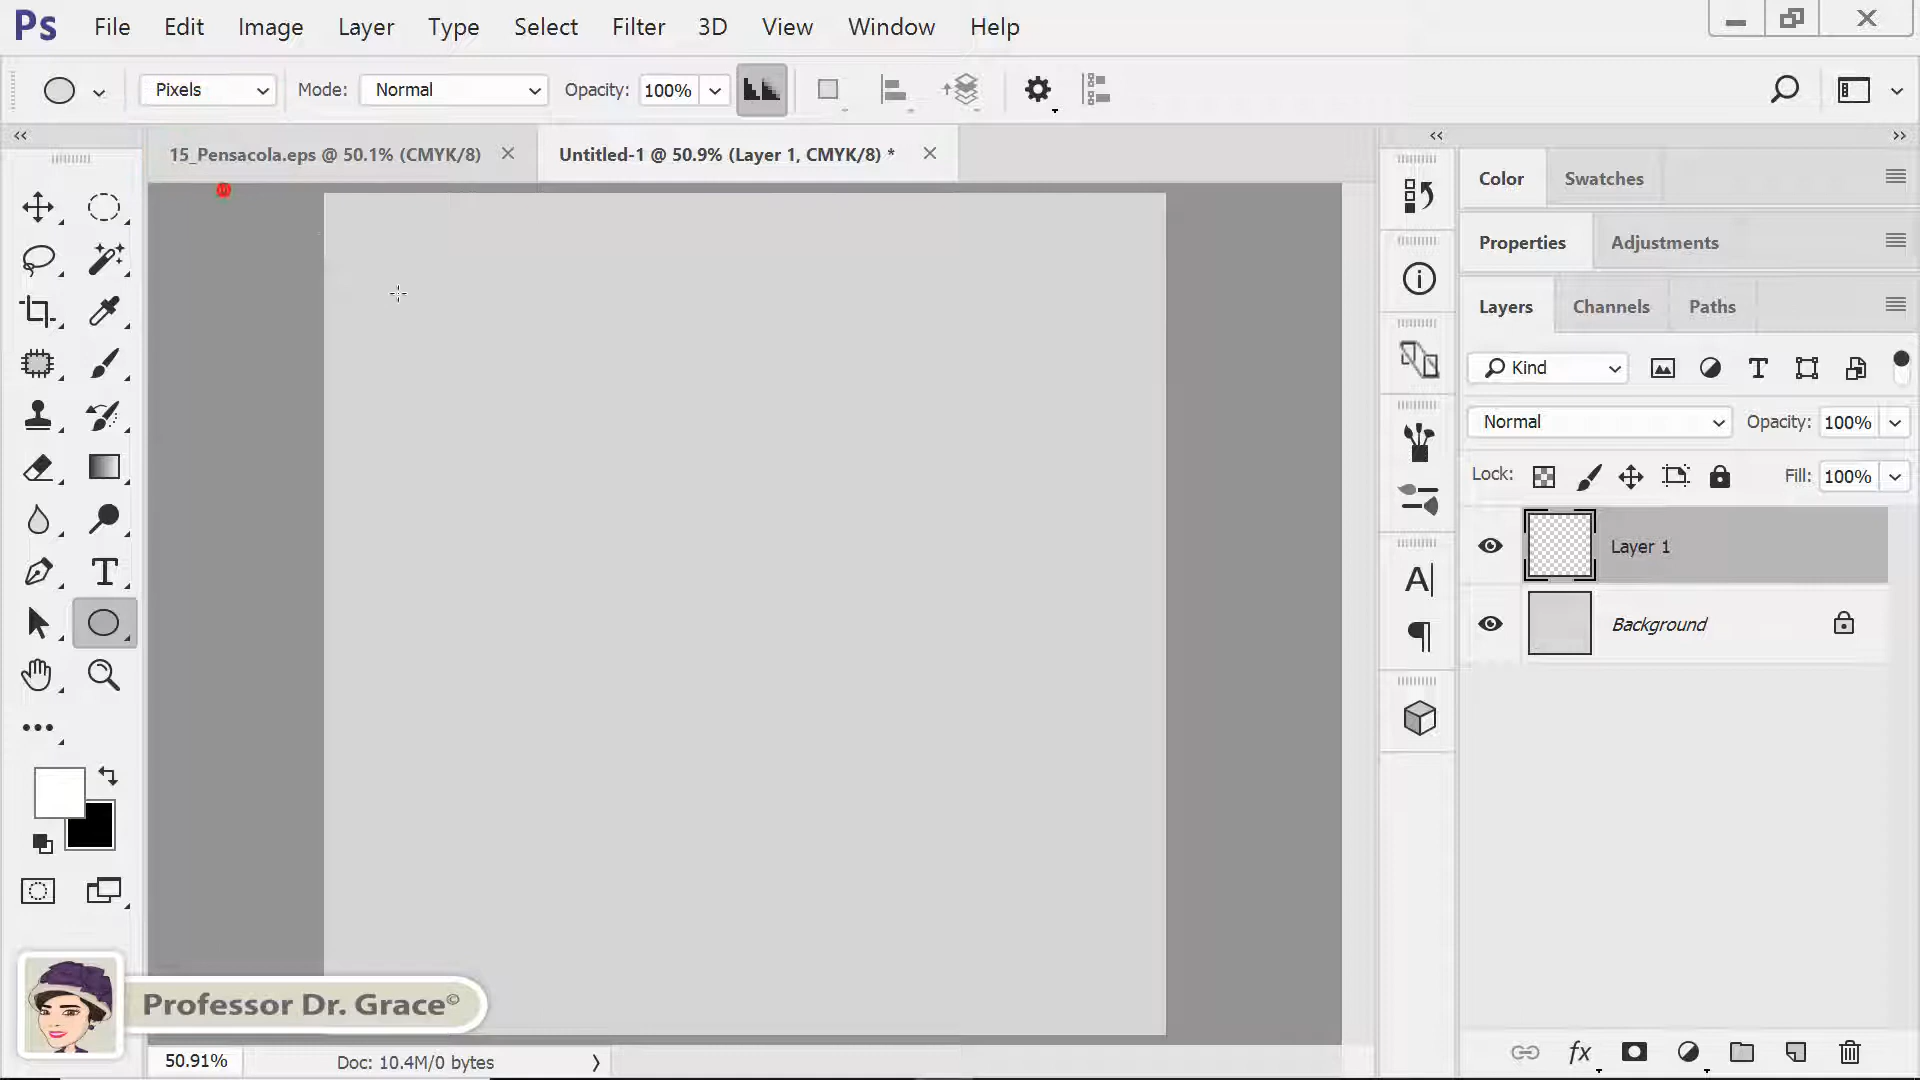 Ps File Edit Image Layer Type Select Filter 3D View Window Help
Pixels Mode: Normal Opacity: 100%
15_Pensacola.eps @ 50.1% (CMYK/8) Untitled-1 @ 50.9% (Layer 1, CMYK/8) *
Color Swatches
Properties Adjustments
Layers Channels Paths
Kind
Normal Opacity: 100%
Lock: Fill: 100%
Layer 1
Background
Professor Dr. Grace©
50.91% Doc: 10.4M/0 bytes
fx